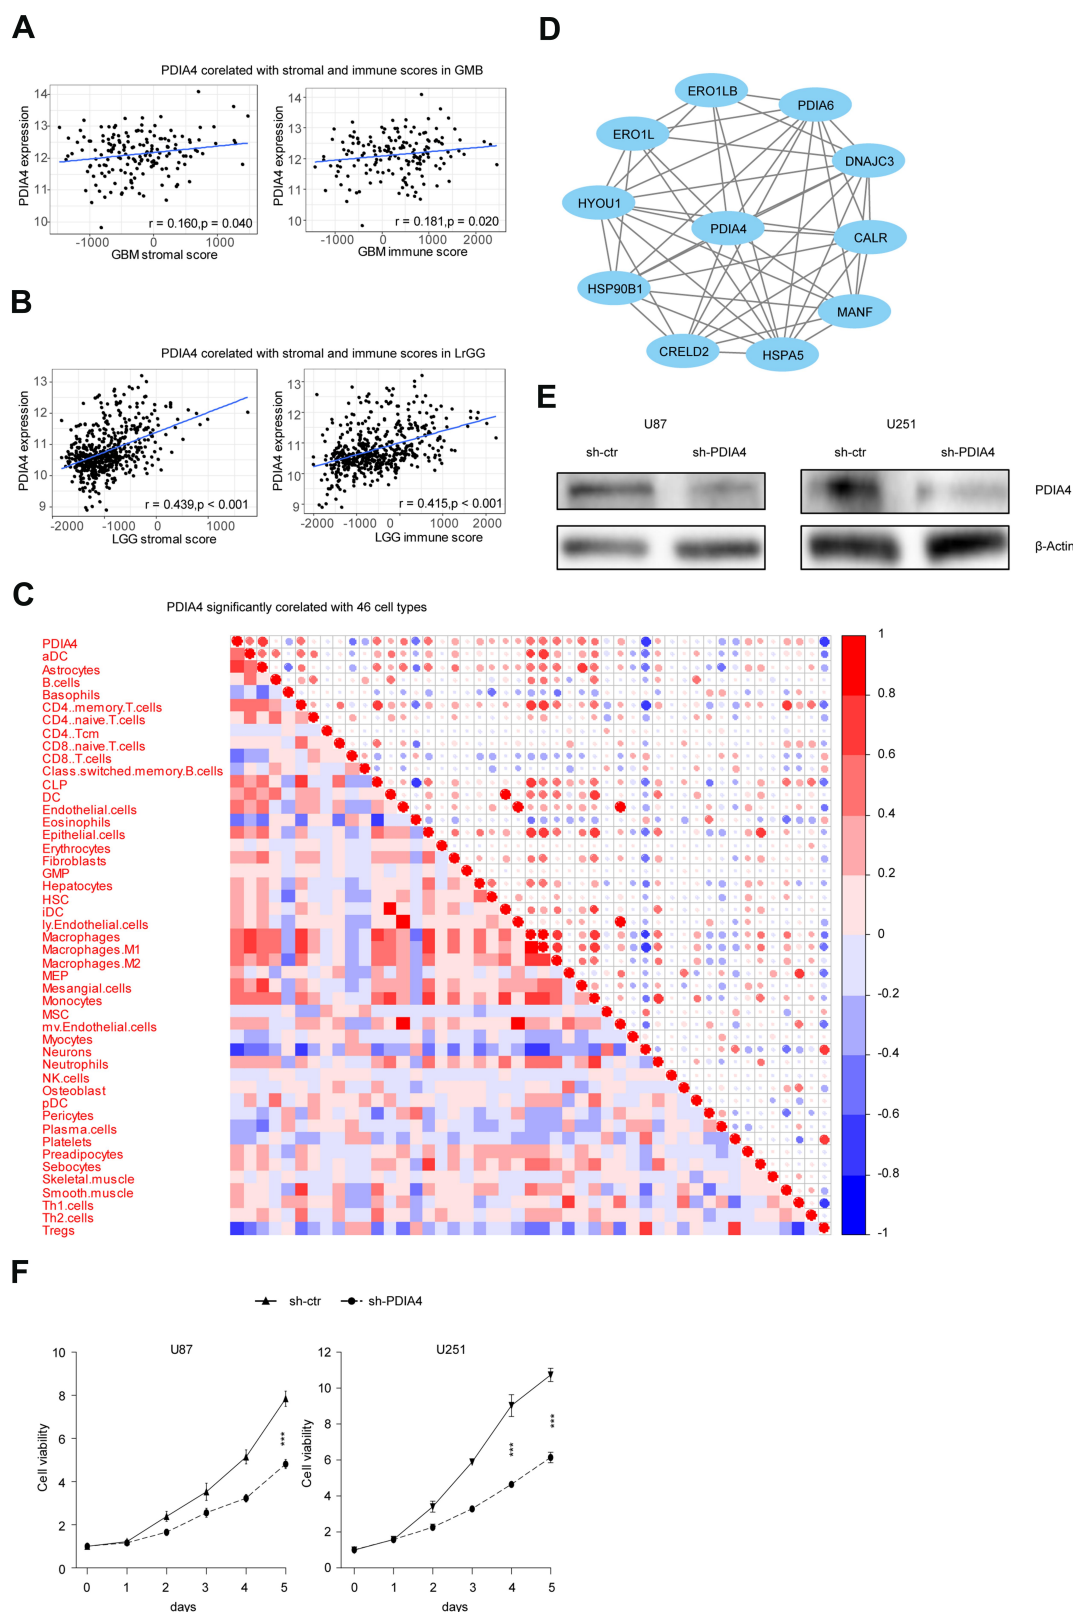 A
PDIA4 corelated with stromal and immune scores in GMB
PDIA4 expression
14
13
12
11
10
r = 0.160,p = 0.040
-1000
0
1000
GBM stromal score
PDIA4 expression
14
13
12
11
10
r = 0.181,p = 0.020
-1000
0
1000
2000
GBM immune score
B
PDIA4 corelated with stromal and immune scores in LrGG
PDIA4 expression
13
12
11
10
9
r = 0.439,p < 0.001
-2000
-1000
0
1000
LGG stromal score
PDIA4 expression
13
12
11
10
9
r = 0.415,p < 0.001
-2000
-1000
0
1000
2000
LGG immune score
C
PDIA4 significantly corelated with 46 cell types
PDIA4
aDC
Astrocytes
B.cells
Basophils
CD4..memory.T.cells
CD4..naive.T.cells
CD4..Tcm
CD8..naive.T.cells
CD8..T.cells
Class.switched.memory.B.cells
CLP
DC
Endothelial.cells
Eosinophils
Epithelial.cells
Erythrocytes
Fibroblasts
GMP
Hepatocytes
HSC
iDC
ly.Endothelial.cells
Macrophages
Macrophages.M1
Macrophages.M2
MEP
Mesangial.cells
Monocytes
MSC
mv.Endothelial.cells
Myocytes
Neurons
Neutrophils
NK.cells
Osteoblast
pDC
Pericytes
Plasma.cells
Platelets
Preadipocytes
Sebocytes
Skeletal.muscle
Smooth.muscle
Th1.cells
Th2.cells
Tregs
1
0.8
0.6
0.4
0.2
0
-0.2
-0.4
-0.6
-0.8
-1
D
ERO1LB
PDIA6
ERO1L
DNAJC3
HYOU1
PDIA4
CALR
HSP90B1
MANF
CRELD2
HSPA5
E
U87
U251
sh-ctr
sh-PDIA4
sh-ctr
sh-PDIA4
PDIA4
β-Actin
F
sh-ctr
sh-PDIA4
U87
Cell viability
10
8
6
4
2
0
***
0
1
2
3
4
5
days
U251
Cell viability
12
10
8
6
4
2
0
***
***
0
1
2
3
4
5
days